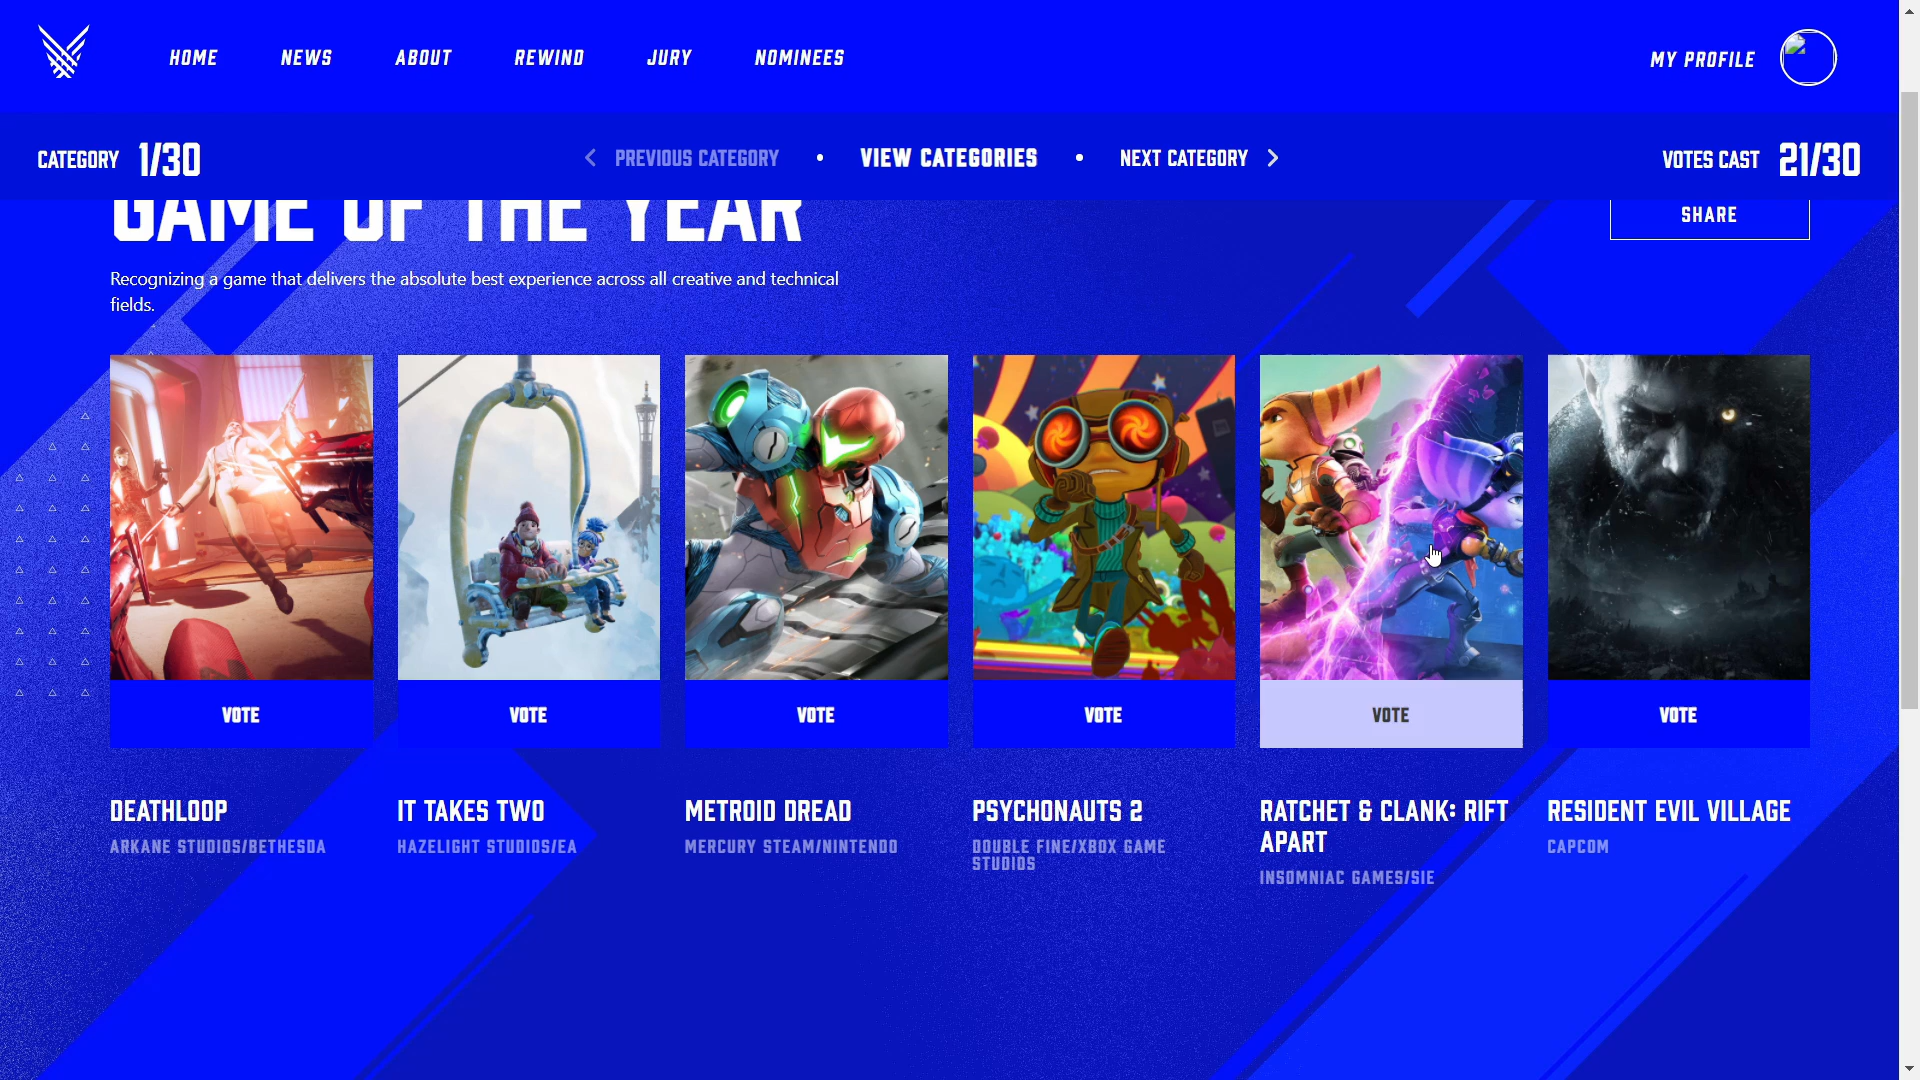 HOME NEWS ABOUT REWIND JURY NOMINEES MY PROFILE
CATEGORY 1/30 PREVIOUS CATEGORY • VIEW CATEGORIES • NEXT CATEGORY VOTES CAST 21/30
GAME OF THE YEAR
SHARE
Recognizing a game that delivers the absolute best experience across all creative and technical
fields.
VOTE VOTE VOTE VOTE VOTE VOTE
DEATHLOOP
ARKANE STUDIOS/BETHESDA
IT TAKES TWO
HAZELIGHT STUDIOS/EA
METROID DREAD
MERCURY STEAM/NINTENDO
PSYCHONAUTS 2
DOUBLE FINE/XBOX GAME
STUDIOS
RATCHET & CLANK: RIFT
APART
INSOMNIAC GAMES/SIE
RESIDENT EVIL VILLAGE
CAPCOM